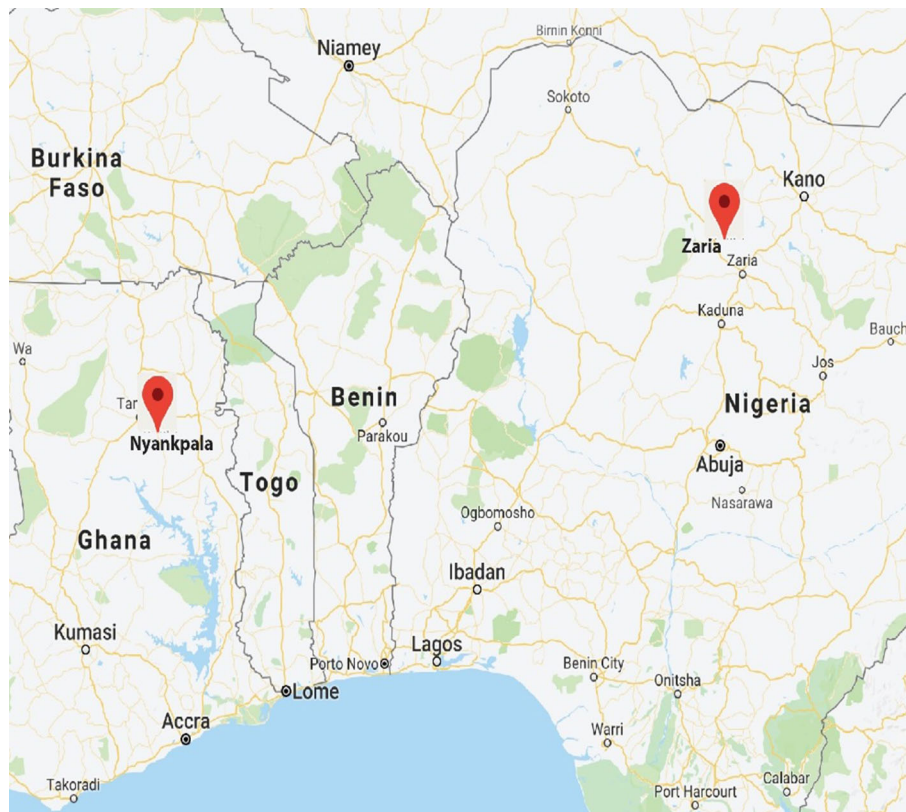 Niamey
Birnin Konni
Sokoto
Burkina
Faso
Kano
Zaria
Zaria
Kaduna
Bauch
Wa
Jos
Tar
Benin
Nigeria
Parakou
Nyankpala
Abuja
Togo
Nasarawa
Ogbomosho
Ghana
Ibadan
Kumasi
Lagos
Porto Novo
Benin City
Onitsha
Lome
Accra
Warri
Takoradi
Calabar
Port Harcourt